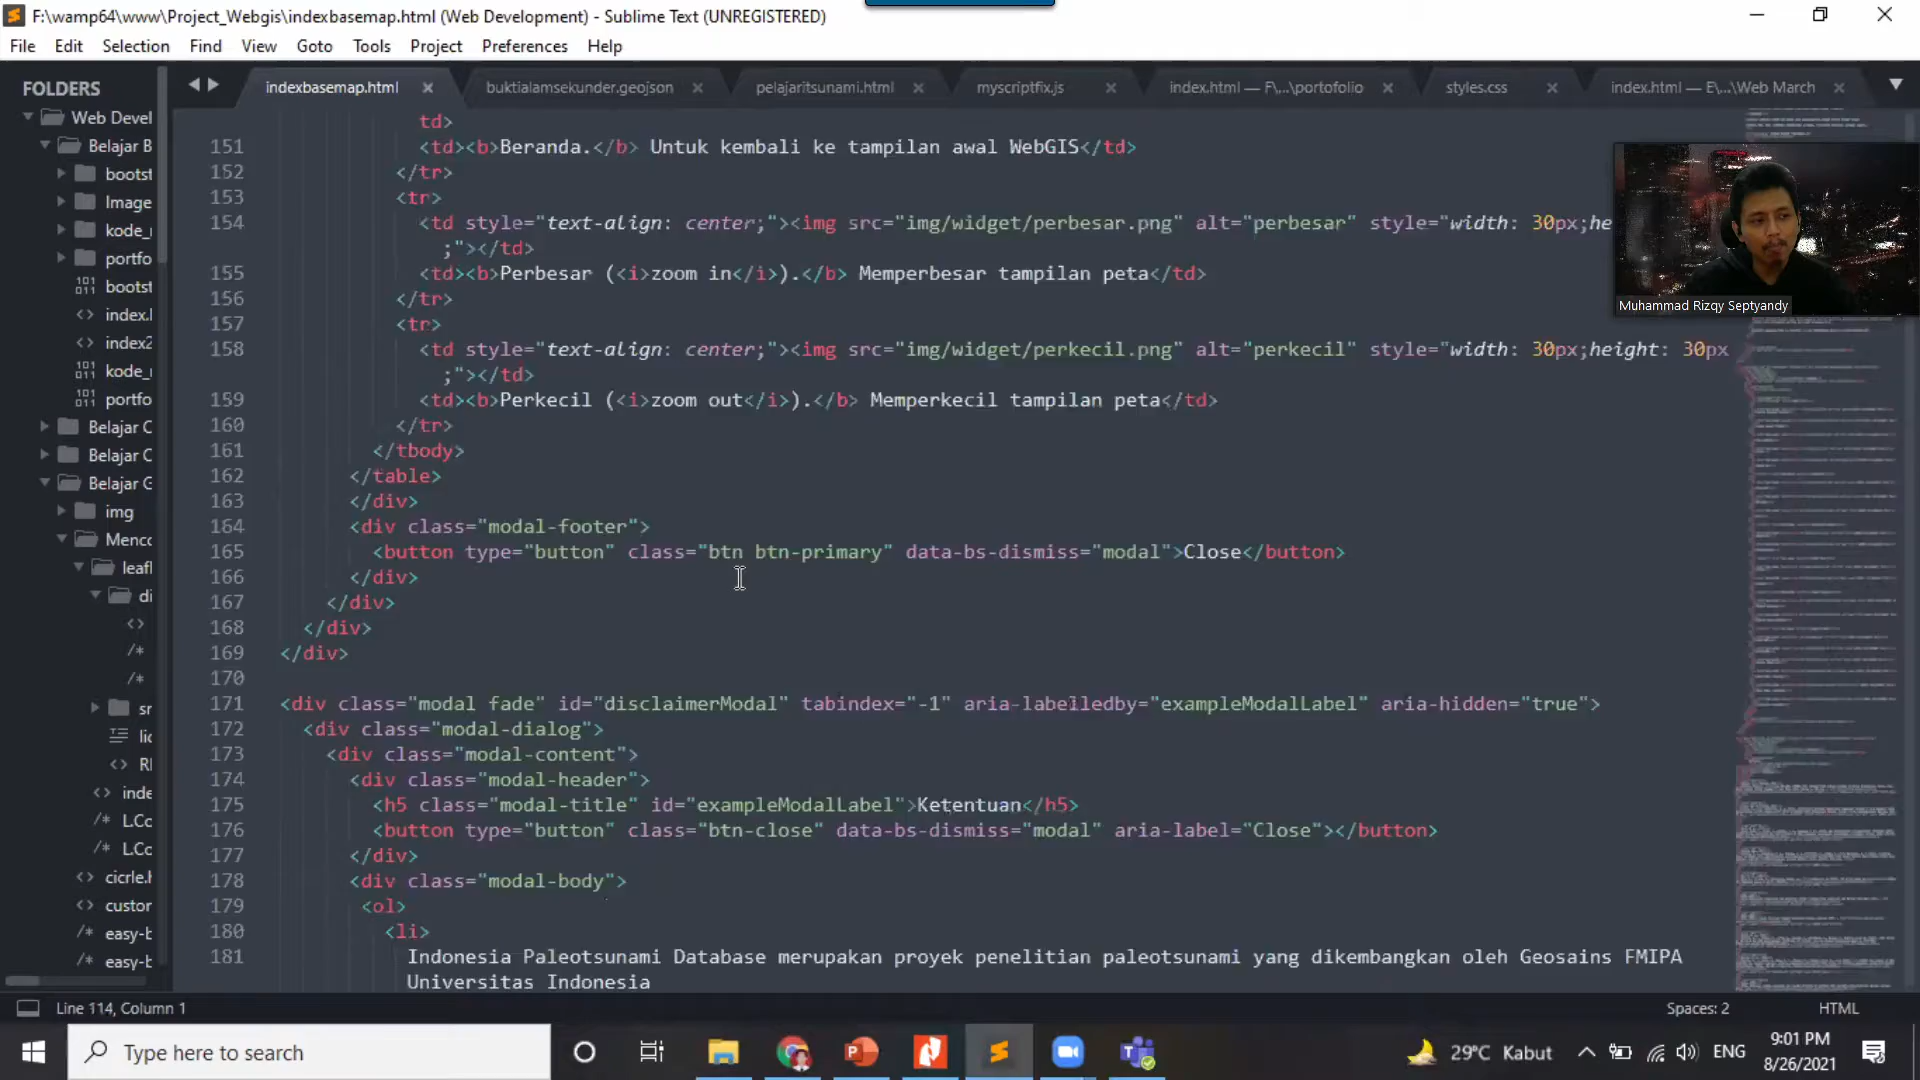 F:\wamp64\www\Project_Webgis\indexbasemap.html (Web Development) - Sublime Text (UNREGISTERED)
File Edit Selection Find View Goto Tools Project Preferences Help
FOLDERS
Web Devel
Belajar B
bootst
Image
kode_
portfo
bootst
index.
index2
kode_
portfo
Belajar C
Belajar C
Belajar G
img
Menco
leafl
di
sr
lic
R
inde
L.Co
L.Co
cicrle.h
custor
easy-b
easy-b
indexbasemap.html buktialamsekunder.geojson pelajaritsunami.html myscriptfix.js index.html — F\...\portofolio styles.css index.html — E\...\Web March
td>
151 <td><b>Beranda.</b> Untuk kembali ke tampilan awal WebGIS</td>
152 </tr>
153 <tr>
154 <td style="text-align: center;"><img src="img/widget/perbesar.png" alt="perbesar" style="width: 30px;he
;"></td>
155 <td><b>Perbesar (<i>zoom in</i>).</b> Memperbesar tampilan peta</td>
156 </tr>
157 <tr>
158 <td style="text-align: center;"><img src="img/widget/perkecil.png" alt="perkecil" style="width: 30px;height: 30px
;"></td>
159 <td><b>Perkecil (<i>zoom out</i>).</b> Memperkecil tampilan peta</td>
160 </tr>
161 </tbody>
162 </table>
163 </div>
164 <div class="modal-footer">
165 <button type="button" class="btn btn-primary" data-bs-dismiss="modal">Close</button>
166 </div>
167 </div>
168 </div>
169 </div>
170
171 <div class="modal fade" id="disclaimerModal" tabindex="-1" aria-labelledby="exampleModalLabel" aria-hidden="true">
172 <div class="modal-dialog">
173 <div class="modal-content">
174 <div class="modal-header">
175 <h5 class="modal-title" id="exampleModalLabel">Ketentuan</h5>
176 <button type="button" class="btn-close" data-bs-dismiss="modal" aria-label="Close"></button>
177 </div>
178 <div class="modal-body">
179 <ol>
180 <li>
181 Indonesia Paleotsunami Database merupakan proyek penelitian paleotsunami yang dikembangkan oleh Geosains FMIPA
Universitas Indonesia
Muhammad Rizqy Septyandy
Line 114, Column 1
Spaces: 2 HTML
Type here to search
29°C Kabut
ENG
9:01 PM
8/26/2021